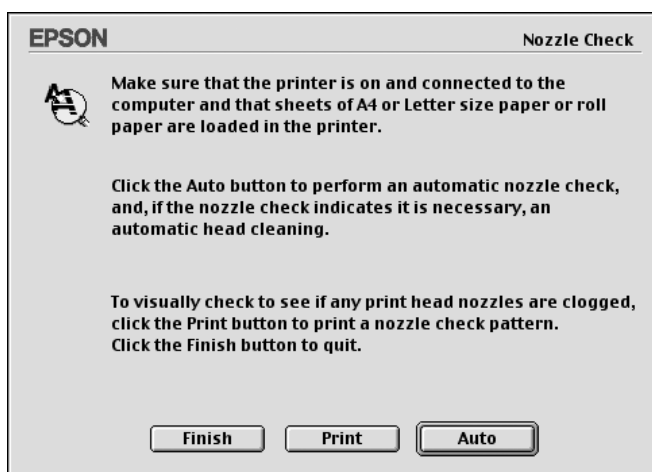 EPSON
Nozzle Check
Make sure that the printer is on and connected to the
computer and that sheets of A4 or Letter size paper or roll
paper are loaded in the printer.
Click the Auto button to perform an automatic nozzle check,
and, if the nozzle check indicates it is necessary, an
automatic head cleaning.
To visually check to see if any print head nozzles are clogged,
click the Print button to print a nozzle check pattern.
Click the Finish button to quit.
Finish
Print
Auto